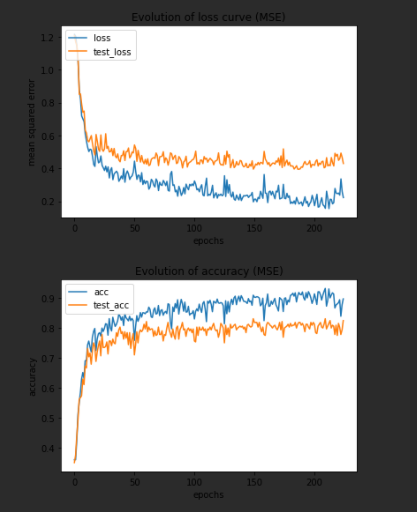 Evolution of loss curve (MSE)
loss
test_loss
1.2
1.0
0.8
0.6
0.4
0.2
mean squared error
0
50
100
150
200
epochs
Evolution of accuracy (MSE)
acc
test_acc
0.9
0.8
0.7
0.6
0.5
0.4
accuracy
0
50
100
150
200
epochs